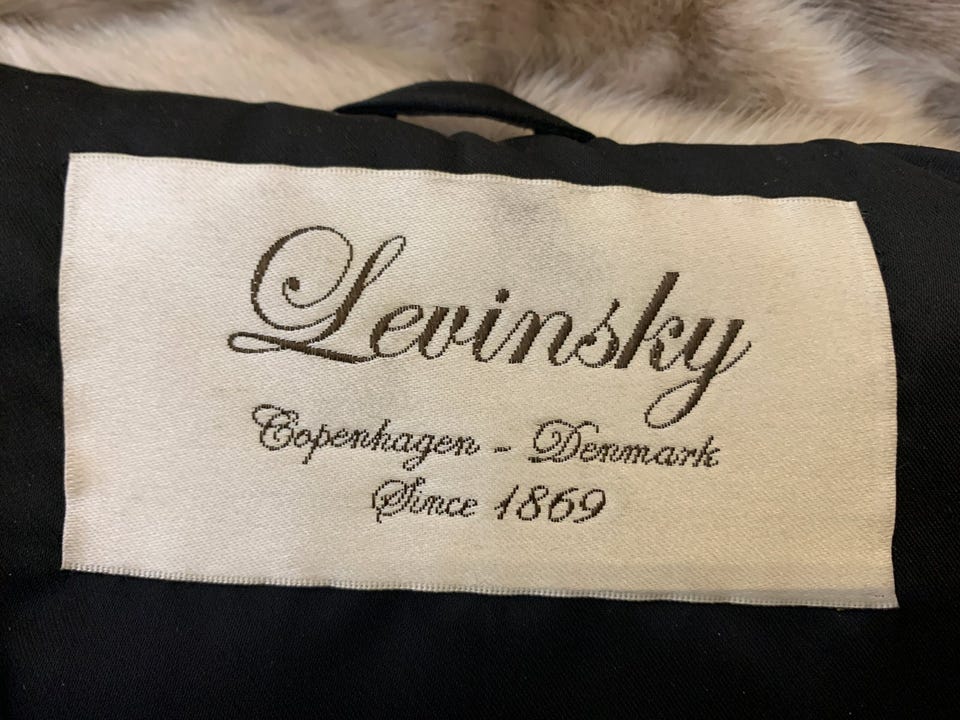 Levinsky
Copenhagen - Denmark
Since 1869